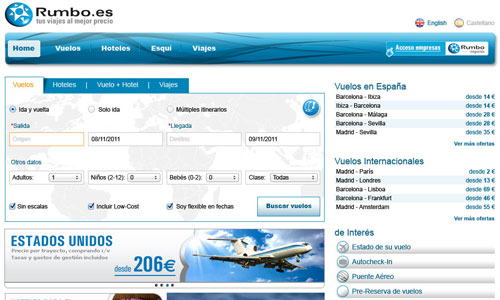 Rumbo.es
tus viajes al mejor precio
English
Castellano
Home Vuelos Hoteles Esquí Viajes
Acceso empresas
Rumbo
Vuelos Hoteles Vuelo + Hotel Viajes
Ida y vuelta Solo ida Múltiples itinerarios
*Salida *Llegada
Origen 08/11/2011 Destino 09/11/2011
Otros datos
Adultos: 1 Niños (2-12): 0 Bebés (0-2): 0 Clase: Todas
Sin escalas Incluir Low-Cost Soy flexible en fechas
Buscar vuelos
ESTADOS UNIDOS
Precio por trayecto, comprando i/v
Tasas y gastos de gestión incluidos
desde 206€
Vuelos en España
Barcelona - Ibiza desde 14 €
Ibiza - Barcelona desde 14 €
Barcelona - Málaga desde 28 €
Barcelona - Sevilla desde 28 €
Madrid - Sevilla desde 35 €
Ver más ofertas
Vuelos Internacionales
Madrid - París desde 2 €
Madrid - Londres desde 13 €
Barcelona - Lisboa desde 69 €
Barcelona - Frankfurt desde 46 €
Madrid - Amsterdam desde 55 €
Ver más ofertas
de Interés
Estado de su vuelo
Autocheck-In
Puente Aéreo
Pre-Reserva de vuelos